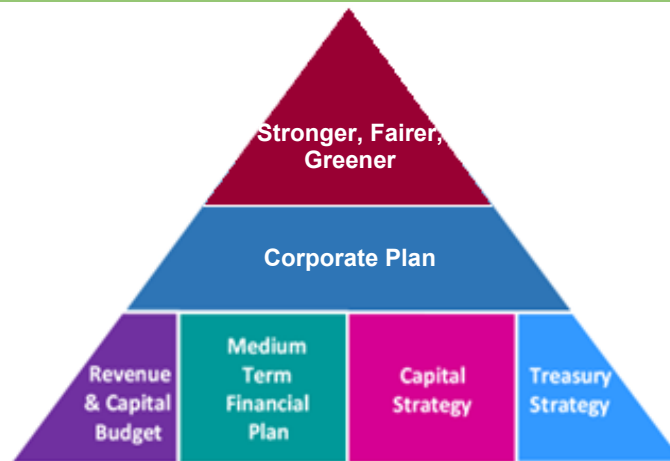 Stronger, Fairer,
Greener
Corporate Plan
Revenue
& Capital
Budget
Medium
Term
Financial
Plan
Capital
Strategy
Treasury
Strategy